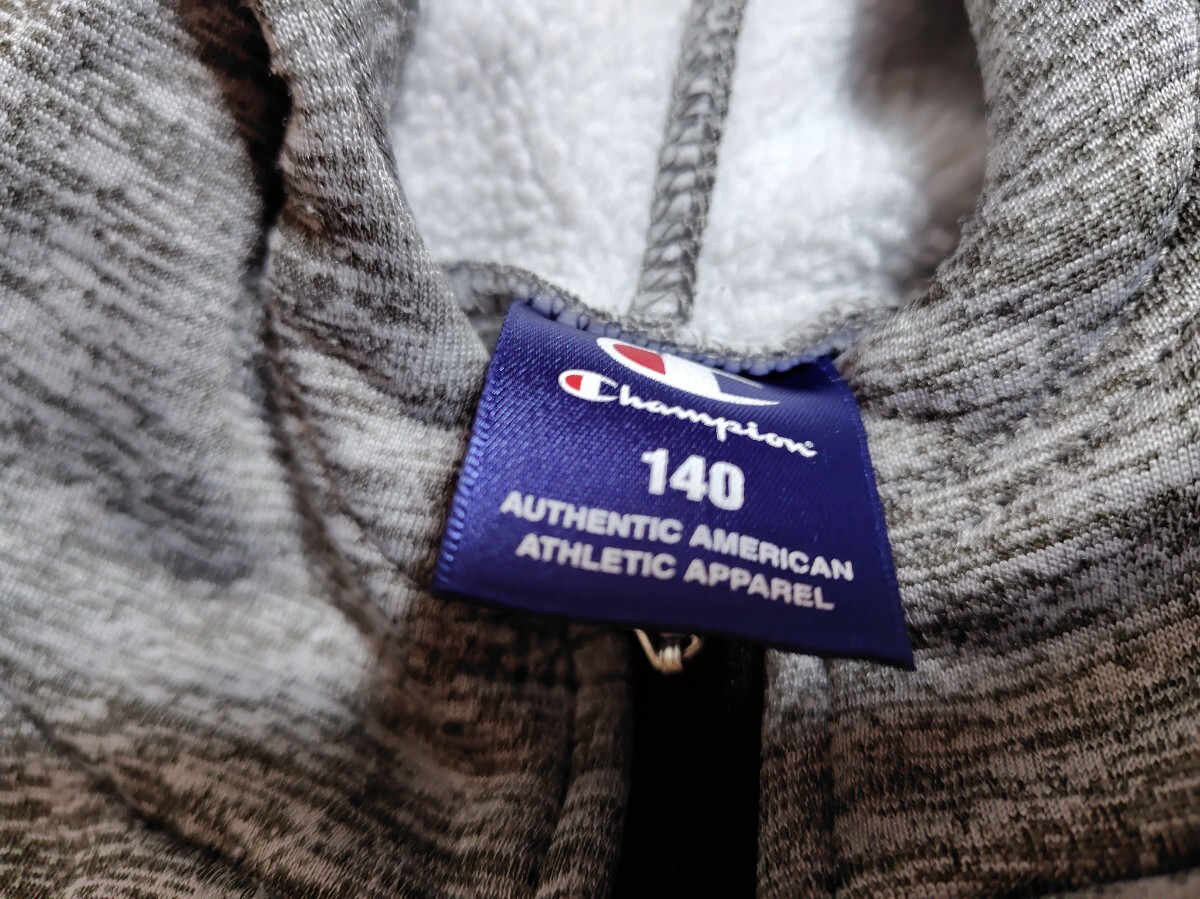 Champion
140
AUTHENTIC AMERICAN
ATHLETIC APPAREL